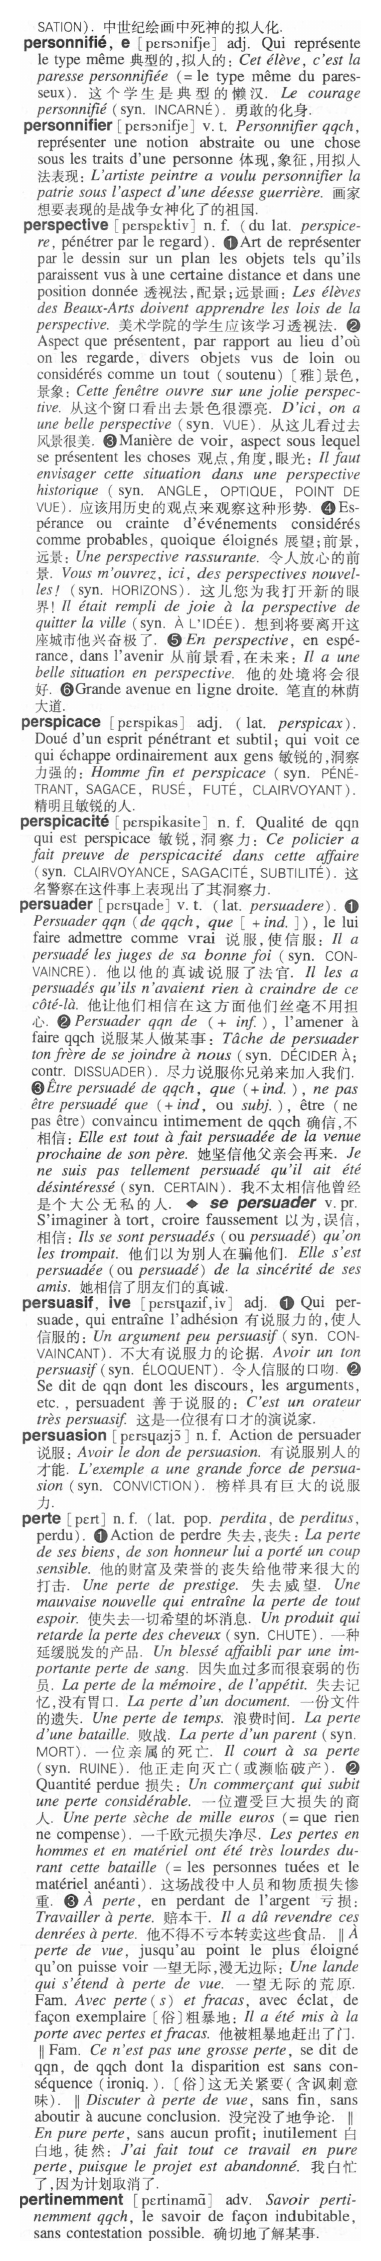 SATION). 中世纪绘画中死神的拟人化.
personnifié, e [pɛrsɔnifje] adj. Qui représente
le type même 典型的,拟人的: Cet élève, c'est la
paresse personnifiée (= le type même du pares-
seux). 这个学生是典型的懒汉. Le courage
personnifié (syn. INCARNÉ). 勇敢的化身.
personnifier [pɛrsɔnifje] v. t. Personnifier qqch,
représenter une notion abstraite ou une chose
sous les traits d'une personne 体现,象征,用拟人
法表现: L'artiste peintre a voulu personnifier la
patrie sous l'aspect d'une déesse guerrière. 画家
想要表现的是战争女神化了的祖国.
perspective [pɛrspɛktiv] n. f. (du lat. perspice-
re, pénétrer par le regard). ❶Art de représenter
par le dessin sur un plan les objets tels qu'ils
paraissent vus à une certaine distance et dans une
position donnée 透视法,配景;远景画: Les élèves
des Beaux-Arts doivent apprendre les lois de la
perspective. 美术学院的学生应该学习透视法. ❷
Aspect que présentent, par rapport au lieu d'où
on les regarde, divers objets vus de loin ou
considérés comme un tout (soutenu) [雅]景色,
景象: Cette fenêtre ouvre sur une jolie perspec-
tive. 从这个窗口看出去景色很漂亮. D'ici, on a
une belle perspective (syn. VUE). 从这儿看过去
风景很美. ❸Manière de voir, aspect sous lequel
se présentent les choses 观点,角度,眼光: Il faut
envisager cette situation dans une perspective
historique (syn. ANGLE, OPTIQUE, POINT DE
VUE). 应该用历史的观点来观察这种形势. ❹Es-
pérance ou crainte d'événements considérés
comme probables, quoique éloignés 展望;前景,
远景: Une perspective rassurante. 令人放心的前
景. Vous m'ouvrez, ici, des perspectives nouvel-
les! (syn. HORIZONS). 这儿您为我打开新的眼
界! Il était rempli de joie à la perspective de
quitter la ville (syn. À L'IDÉE). 想到将要离开这
座城市他兴奋极了. ❺En perspective, en espé-
rance, dans l'avenir 从前景看,在未来: Il a une
belle situation en perspective. 他的处境将会很
好. ❻Grande avenue en ligne droite. 笔直的林荫
大道.
perspicace [pɛrspikas] adj. (lat. perspicax).
Doué d'un esprit pénétrant et subtil; qui voit ce
qui échappe ordinairement aux gens 敏锐的,洞察
力强的: Homme fin et perspicace (syn. PÉNÉ-
TRANT, SAGACE, RUSÉ, FUTÉ, CLAIRVOYANT).
精明且敏锐的人.
perspicacité [pɛrspikasite] n. f. Qualité de qqn
qui est perspicace 敏锐,洞察力: Ce policier a
fait preuve de perspicacité dans cette affaire
(syn. CLAIRVOYANCE, SAGACITÉ, SUBTILITÉ). 这
名警察在这件事上表现出了其洞察力.
persuader [pɛrsɥade] v. t. (lat. persuadere). ❶
Persuader qqn (de qqch, que [+ind.]), le lui
faire admettre comme vrai 说服,使信服: Il a
persuadé les juges de sa bonne foi (syn. CON-
VAINCRE). 他以他的真诚说服了法官. Il les a
persuadés qu'ils n'avaient rien à craindre de ce
côté-là. 他让他们相信在这方面他们丝毫不用担
心. ❷Persuader qqn de (+ inf.), l'amener à
faire qqch 说服某人做某事: Tâche de persuader
ton frère de se joindre à nous (syn. DÉCIDER À;
contr. DISSUADER). 尽力说服你兄弟来加入我们.
❸Être persuadé de qqch, que (+ind.), ne pas
être persuadé que (+ind, ou subj.), être (ne
pas être) convaincu intimement de qqch 确信,不
相信: Elle est tout à fait persuadée de la venue
prochaine de son père. 她坚信他父亲会再来. Je
ne suis pas tellement persuadé qu'il ait été
désintéressé (syn. CERTAIN). 我不太相信他曾经
是个大公无私的人. ◆ se persuader v. pr.
S'imaginer à tort, croire faussement 以为,误信,
相信: Ils se sont persuadés (ou persuadé) qu'on
les trompait. 他们以为别人在骗他们. Elle s'est
persuadée (ou persuadé) de la sincérité de ses
amis. 她相信了朋友们的真诚.
persuasif, ive [pɛrsɥazif,iv] adj. ❶ Qui per-
suade, qui entraîne l'adhésion 有说服力的,使人
信服的: Un argument peu persuasif (syn. CON-
VAINCANT). 不大有说服力的论据. Avoir un ton
persuasif (syn. ÉLOQUENT). 令人信服的口吻. ❷
Se dit de qqn dont les discours, les arguments,
etc., persuadent 善于说服的: C'est un orateur
très persuasif. 这是一位很有口才的演说家.
persuasion [pɛrsɥazjɔ̃] n. f. Action de persuader
说服: Avoir le don de persuasion. 有说服别人的
才能. L'exemple a une grande force de persua-
sion (syn. CONVICTION). 榜样具有巨大的说服
力.
perte [pɛrt] n. f. (lat. pop. perdita, de perditus,
perdu). ❶Action de perdre 失去,丧失: La perte
de ses biens, de son honneur lui a porté un coup
sensible. 他的财富及荣誉的丧失给他带来很大的
打击. Une perte de prestige. 失去威望. Une
mauvaise nouvelle qui entraîne la perte de tout
espoir. 使失去一切希望的坏消息. Un produit qui
retarde la perte des cheveux (syn. CHUTE). 一种
延缓脱发的产品. Un blessé affaibli par une im-
portante perte de sang. 因失血过多而很衰弱的伤
员. La perte de la mémoire, de l'appétit. 失去记
忆,没有胃口. La perte d'un document. 一份文件
的遗失. Une perte de temps. 浪费时间. La perte
d'une bataille. 败战. La perte d'un parent (syn.
MORT). 一位亲属的死亡. Il court à sa perte
(syn. RUINE). 他正走向灭亡(或濒临破产). ❷
Quantité perdue 损失: Un commerçant qui subit
une perte considérable. 一位遭受巨大损失的商
人. Une perte sèche de mille euros (= que rien
ne compense). 一千欧元损失净尽. Les pertes en
hommes et en matériel ont été très lourdes du-
rant cette bataille (= les personnes tuées et le
matériel anéanti). 这场战役中人员和物质损失惨
重. ❸ À perte, en perdant de l'argent 亏损:
Travailler à perte. 赔本干. Il a dû revendre ces
denrées à perte. 他不得不亏本转卖这些食品. ‖ À
perte de vue, jusqu'au point le plus éloigné
qu'on puisse voir 一望无际,漫无边际: Une lande
qui s'étend à perte de vue. 一望无际的荒原.
Fam. Avec perte(s) et fracas, avec éclat, de
façon exemplaire [俗]粗暴地: Il a été mis à la
porte avec pertes et fracas. 他被粗暴地赶出了门.
‖ Fam. Ce n'est pas une grosse perte, se dit de
qqn, de qqch dont la disparition est sans con-
séquence (ironiq.). [俗]这无关紧要(含讽刺意
味). ‖ Discuter à perte de vue, sans fin, sans
aboutir à aucune conclusion. 没完没了地争论. ‖
En pure perte, sans aucun profit; inutilement 白
白地, 徒然: J'ai fait tout ce travail en pure
perte, puisque le projet est abandonné. 我白忙
了,因为计划取消了.
pertinemment [pɛrtinamɑ̃] adv. Savoir perti-
nemment qqch, le savoir de façon indubitable,
sans contestation possible. 确切地了解某事.